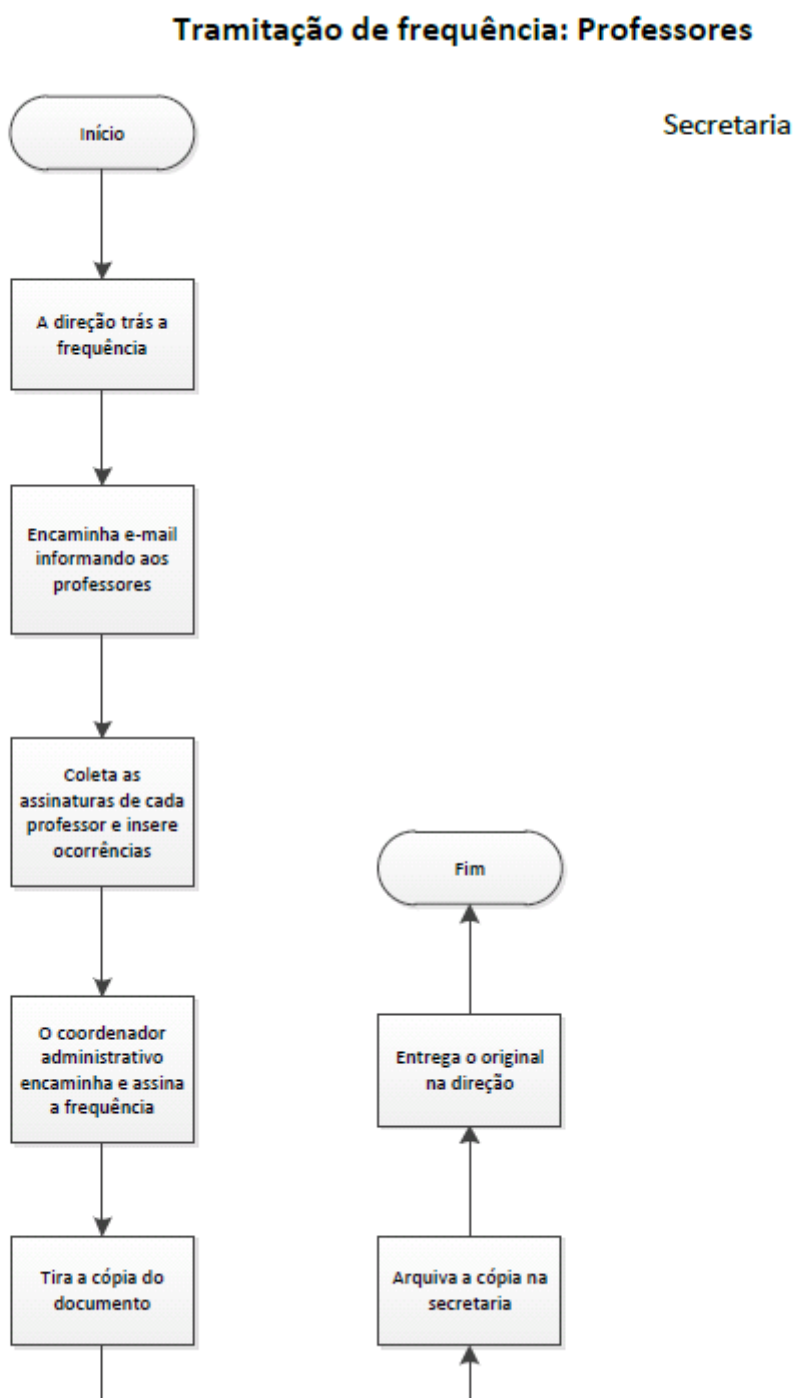 Tramitação de frequência: Professores
Secretaria
Início
A direção trás a
frequência
Encaminha e-mail
informando aos
professores
Coleta as
assinaturas de cada
professor e insere
ocorrências
O coordenador
administrativo
encaminha e assina
a frequência
Tira a cópia do
documento
Arquiva a cópia na
secretaria
Entrega o original
na direção
Fim